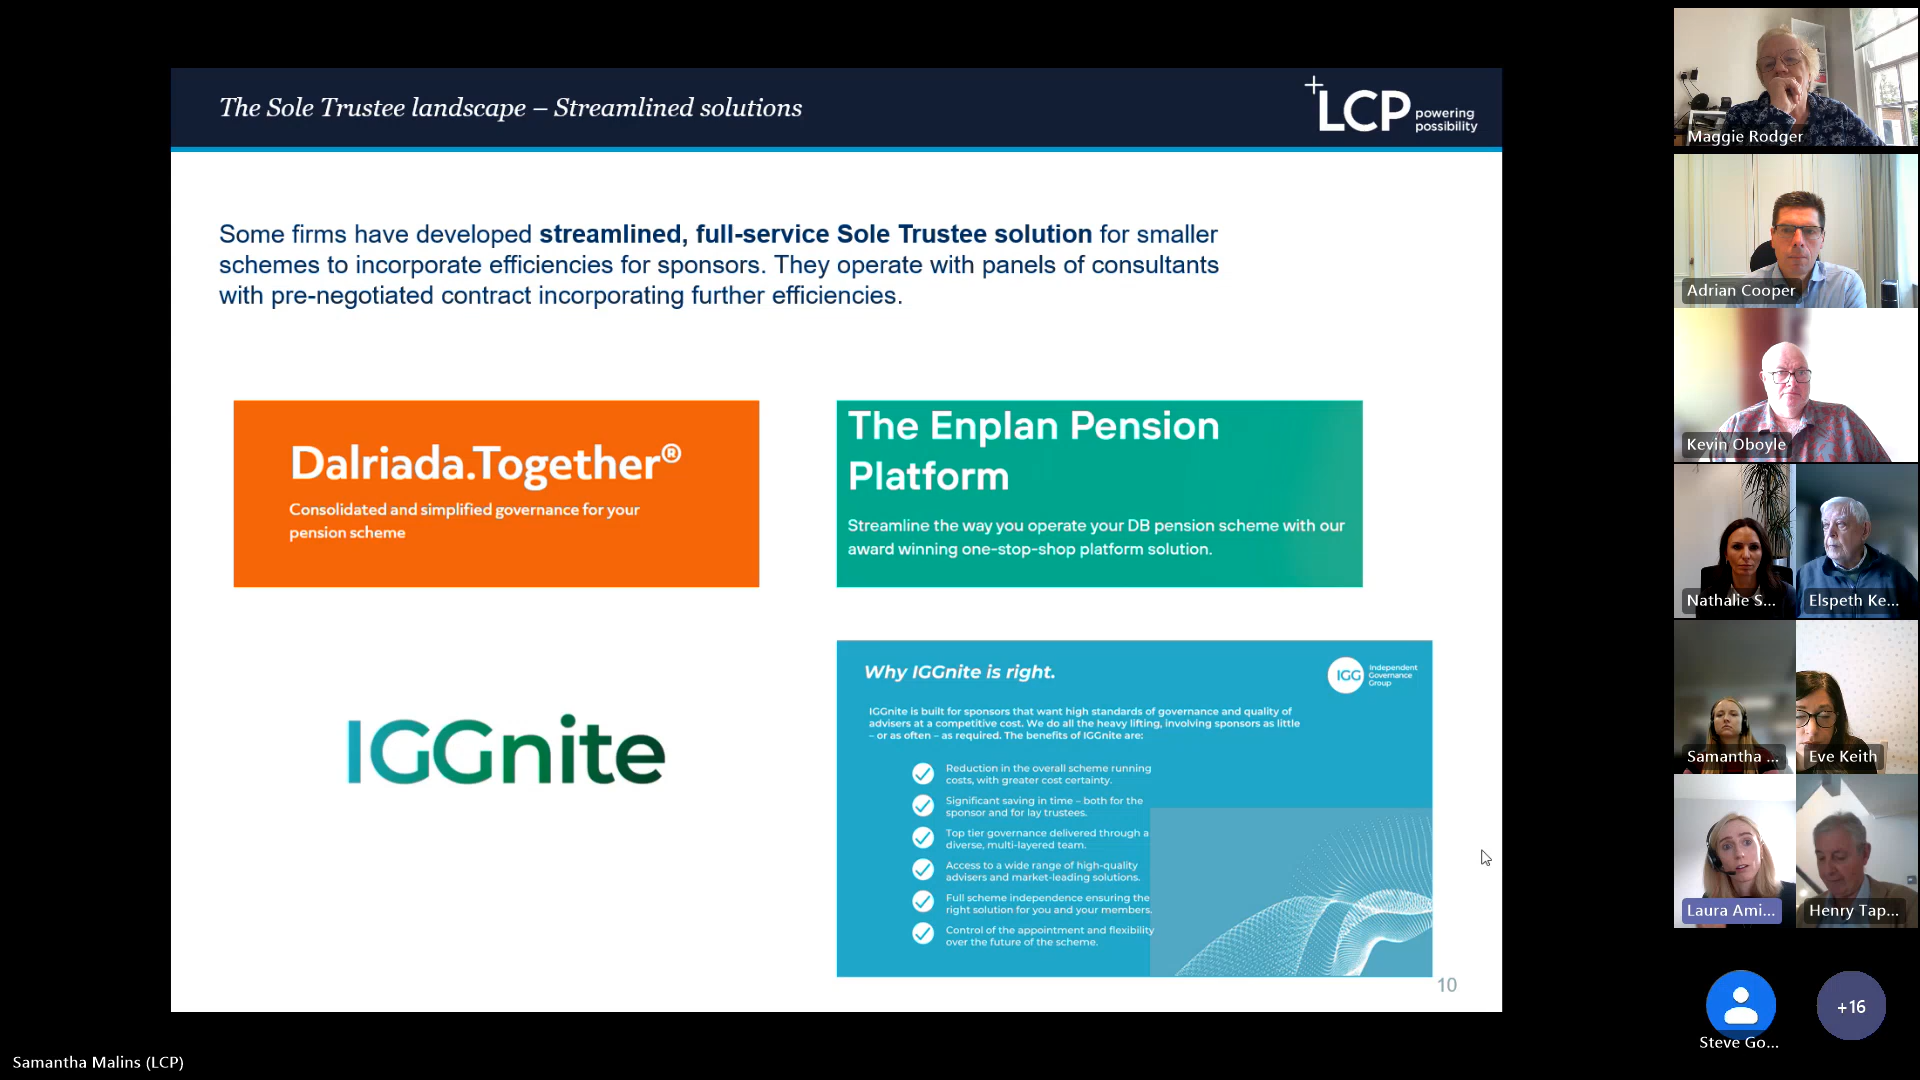 The Sole Trustee landscape – Streamlined solutions
LCP powering
possibility
Some firms have developed streamlined, full-service Sole Trustee solution for smaller
schemes to incorporate efficiencies for sponsors. They operate with panels of consultants
with pre-negotiated contract incorporating further efficiencies.
Dalriada.Together®
Consolidated and simplified governance for your
pension scheme
The Enplan Pension
Platform
Streamline the way you operate your DB pension scheme with our
award winning one-stop-shop platform solution.
IGGnite
Why IGGnite is right.
IGG Independent
Governance
Group
IGGnite is built for sponsors that want high standards of governance and quality of
advisers at a competitive cost. We do all the heavy lifting, involving sponsors as little
– or as often – as required. The benefits of IGGnite are:
Reduction in the overall scheme running
costs, with greater cost certainty.
Significant saving in time – both for the
sponsor and for lay trustees.
Top tier governance delivered through a
diverse, multi-layered team.
Access to a wide range of high-quality
advisers and market-leading solutions.
Full scheme independence ensuring the
right solution for you and your members.
Control of the appointment and flexibility
over the future of the scheme.
10
Maggie Rodger
Adrian Cooper
Kevin Oboyle
Nathalie S...
Elspeth Ke...
Samantha ...
Eve Keith
Laura Ami...
Henry Tap...
Steve Go...
+16
Samantha Malins (LCP)